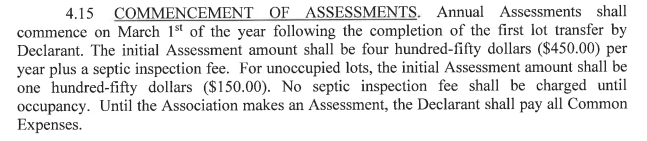 4.15 COMMENCEMENT OF ASSESSMENTS. Annual Assessments shall
commence on March 1st of the year following the completion of the first lot transfer by
Declarant. The initial Assessment amount shall be four hundred-fifty dollars ($450.00) per
year plus a septic inspection fee. For unoccupied lots, the initial Assessment amount shall be
one hundred-fifty dollars ($150.00). No septic inspection fee shall be charged until
occupancy. Until the Association makes an Assessment, the Declarant shall pay all Common
Expenses.